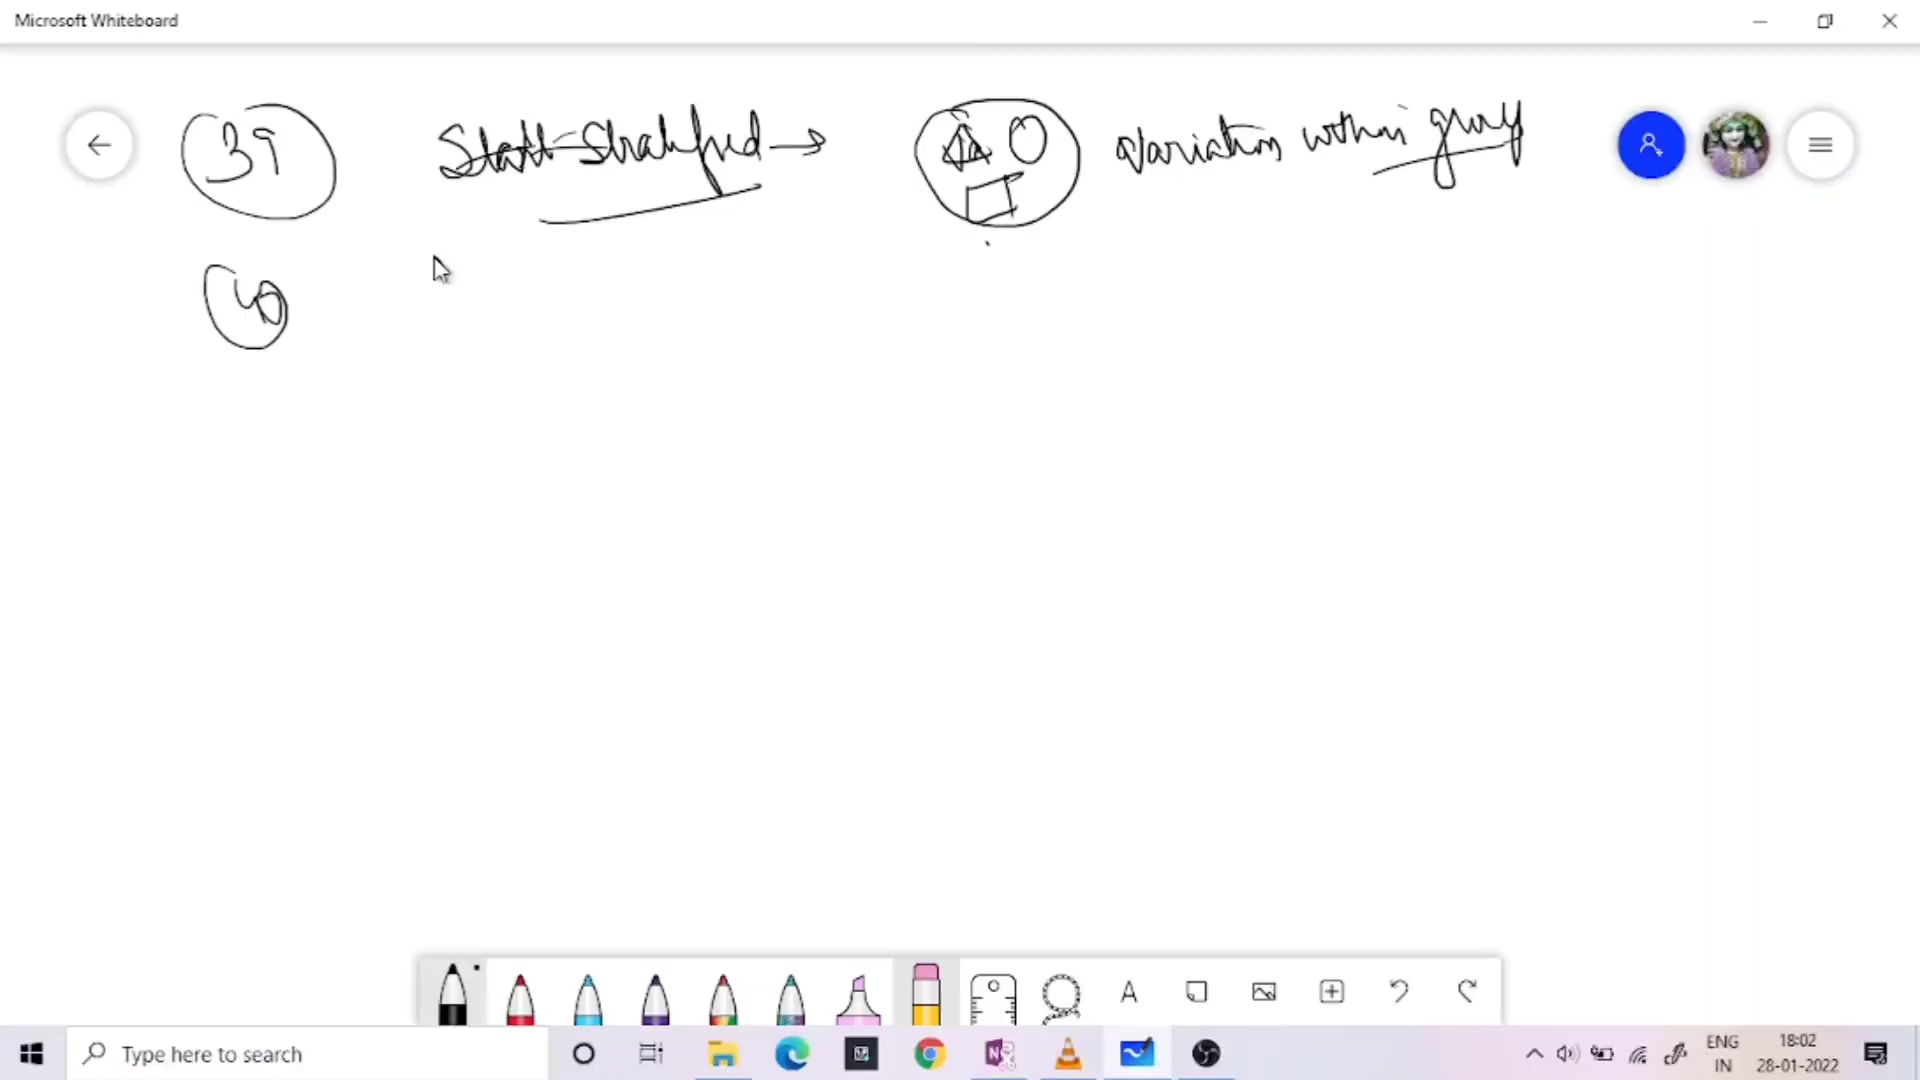 Microsoft Whiteboard
39 Statt Stratified → variation within group
40
A
Type here to search
ENG
IN
18:02
28-01-2022